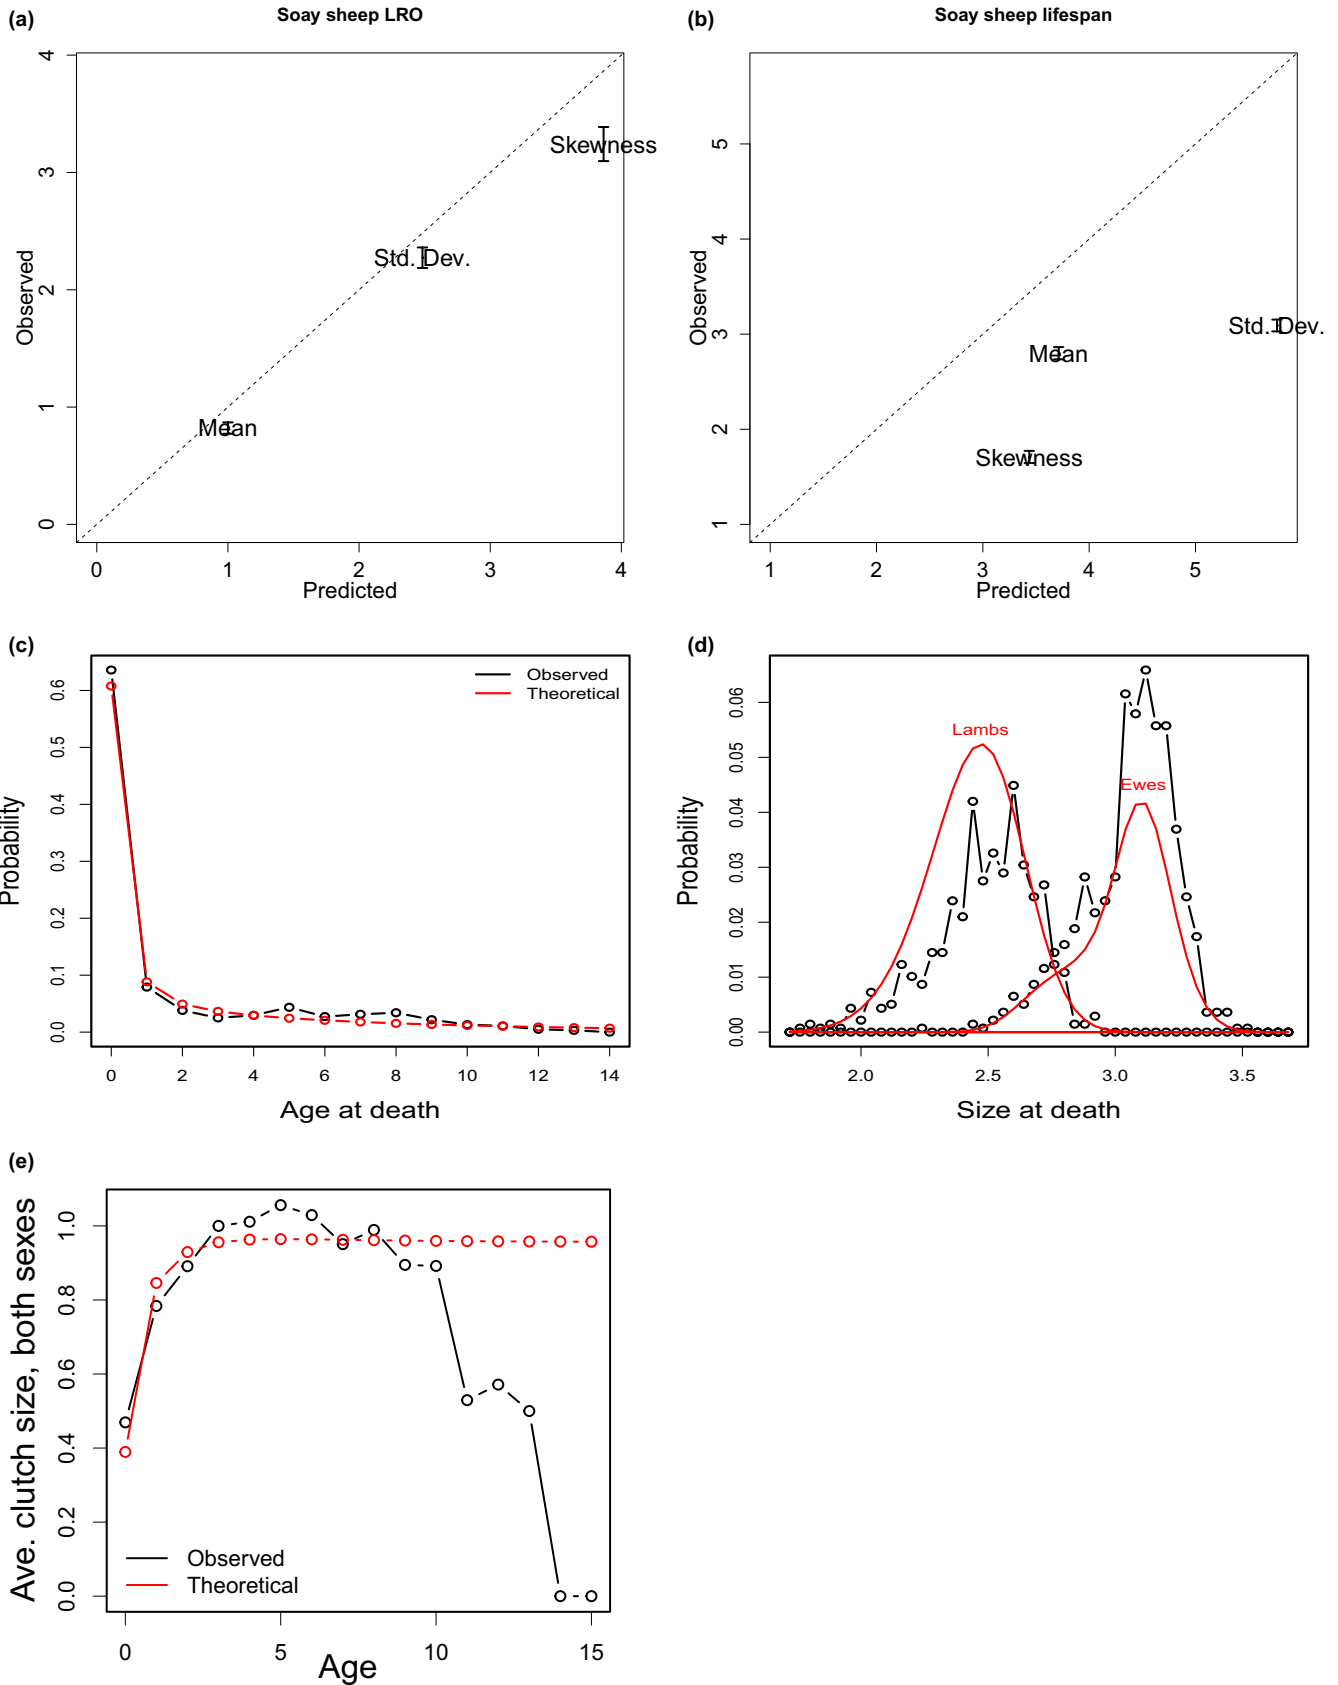 (a)
Soay sheep LRO
4
3
2
1
0
Observed
Skewness
Std. Dev.
Mean
0 1 2 3 4
Predicted
(b)
Soay sheep lifespan
5
4
3
2
1
Observed
Std. Dev.
Mean
Skewness
1 2 3 4 5
Predicted
(c)
0.6
0.5
0.4
0.3
0.2
0.1
0.0
Probability
Observed
Theoretical
0 2 4 6 8 10 12 14
Age at death
(d)
0.06
0.05
0.04
0.03
0.02
0.01
0.00
Probability
Lambs
Ewes
2.0 2.5 3.0 3.5
Size at death
(e)
1.0
0.8
0.6
0.4
0.2
0.0
Ave. clutch size, both sexes
Observed
Theoretical
0 5 10 15
Age